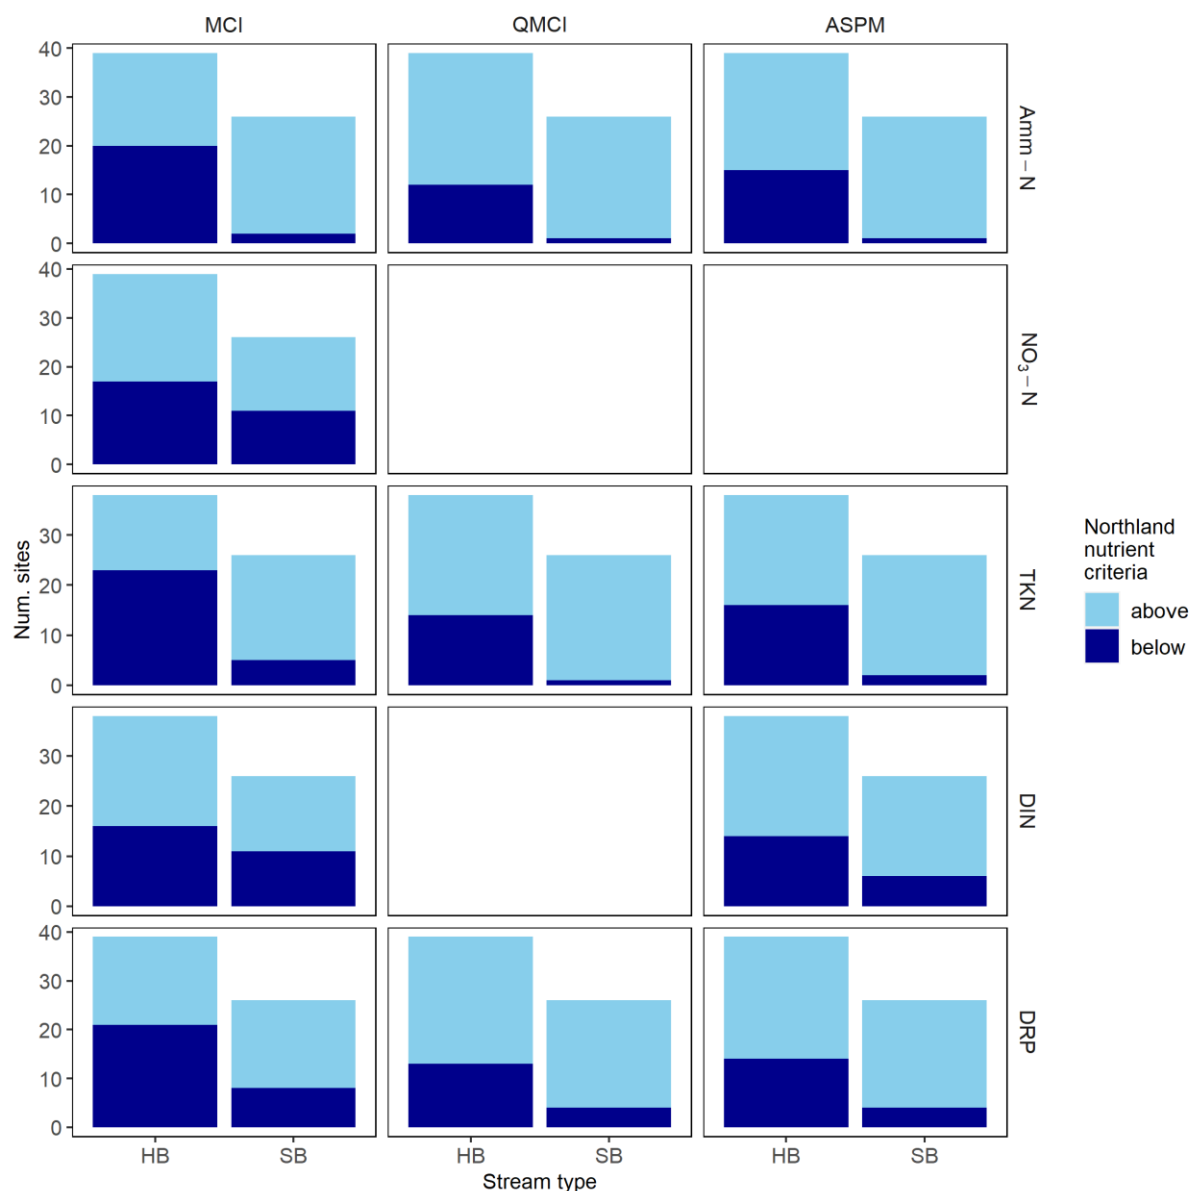 MCI QMCI ASPM
40
30
20
10
0
Amm – N
40
30
20
10
0
NO₃ – N
Num. sites
30
20
10
0
TKN
Northland
nutrient
criteria
above
below
30
20
10
0
DIN
40
30
20
10
0
DRP
HB SB HB SB HB SB
Stream type